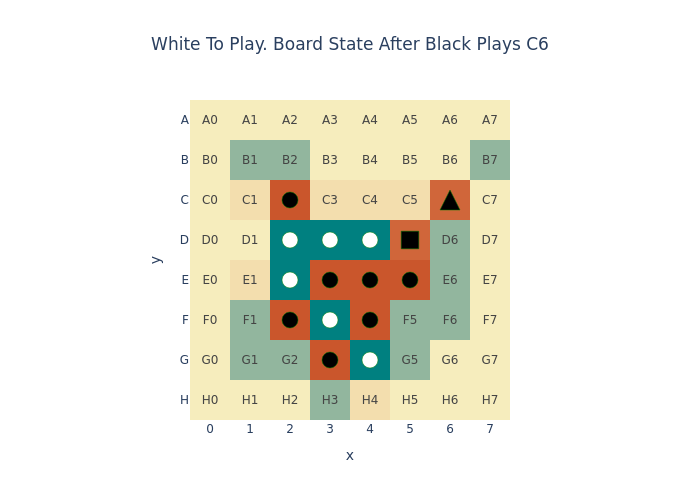 White To Play. Board State After Black Plays C6
A A0 A1 A2 A3 A4 A5 A6 A7
B B0 B1 B2 B3 B4 B5 B6 B7
C C0 C1 C3 C4 C5 C7
D D0 D1 D6 D7
E E0 E1 E6 E7
F F0 F1 F5 F6 F7
G G0 G1 G2 G5 G6 G7
H H0 H1 H2 H3 H4 H5 H6 H7
0 1 2 3 4 5 6 7
x
y